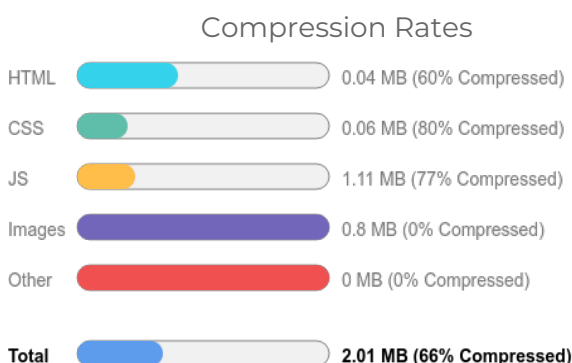 Compression Rates
HTML 0.04 MB (60% Compressed)
CSS 0.06 MB (80% Compressed)
JS 1.11 MB (77% Compressed)
Images 0.8 MB (0% Compressed)
Other 0 MB (0% Compressed)
Total 2.01 MB (66% Compressed)